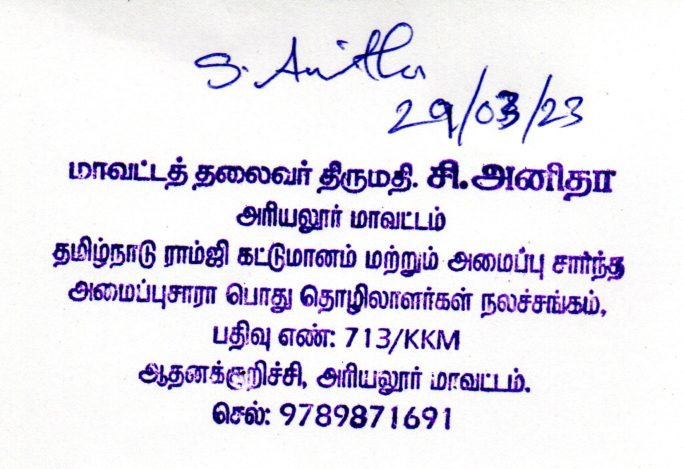 S. Anitha
29/03/23
மாவட்டத் தலைவர் திருமதி. சி.அனிதா
அரியலூர் மாவட்டம்
தமிழ்நாடு ராம்ஜி கட்டுமானம் மற்றும் அமைப்பு சார்ந்த
அமைப்புசாரா பொது தொழிலாளர்கள் நலச்சங்கம்,
பதிவு எண்: 713/KKM
ஆதனக்குறிச்சி, அரியலூர் மாவட்டம்.
செல்: 9789871691